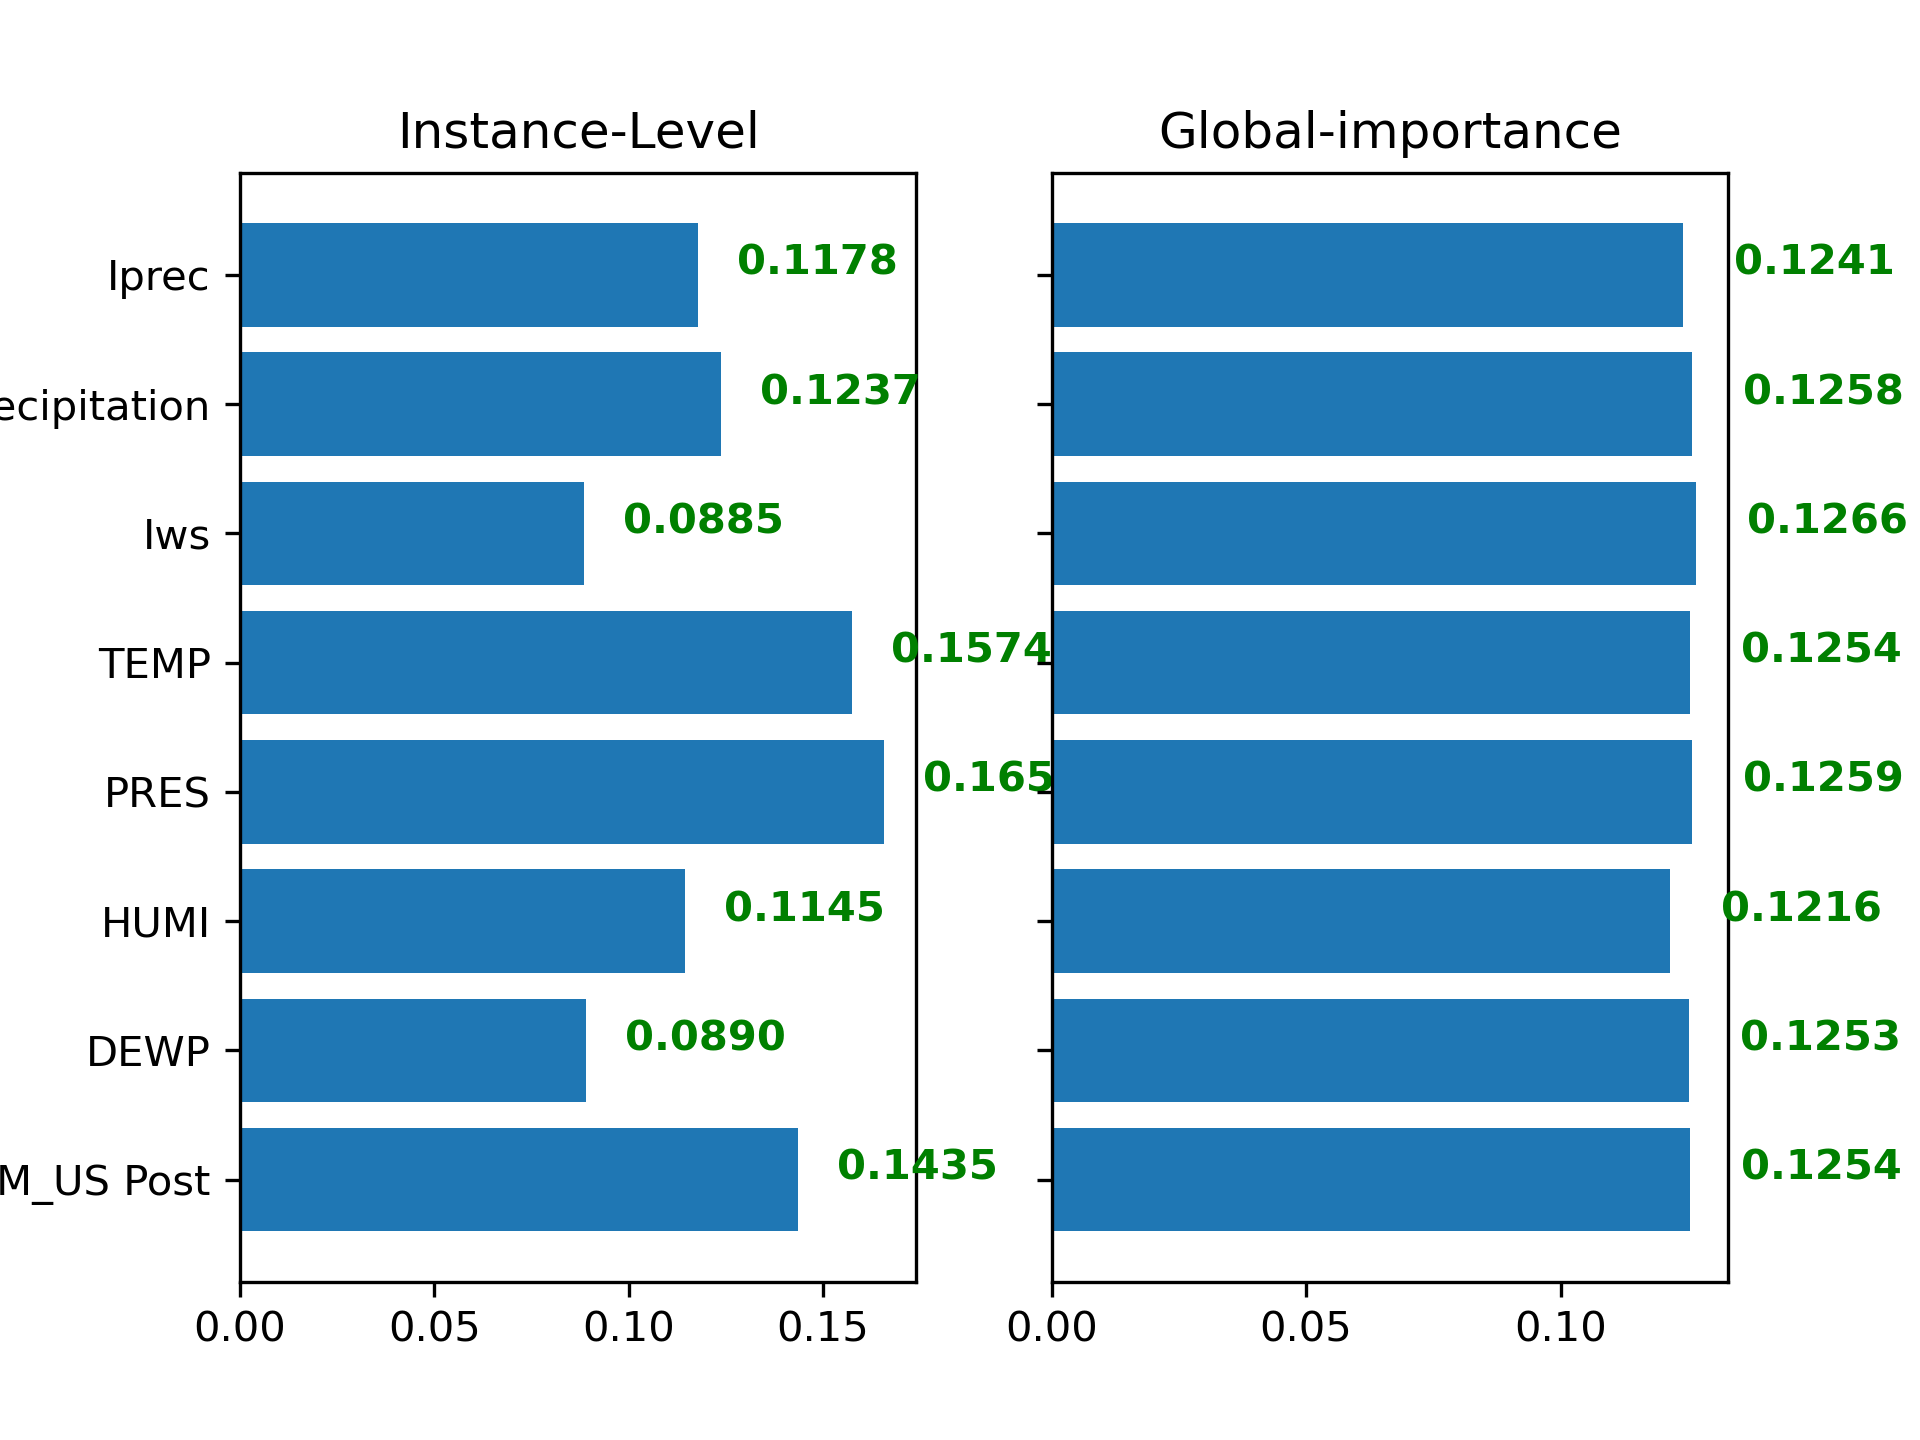 Instance-Level Global-importance
Iprec 0.1178 0.1241
ecipitation 0.1237 0.1258
Iws 0.0885 0.1266
TEMP 0.1574 0.1254
PRES 0.165 0.1259
HUMI 0.1145 0.1216
DEWP 0.0890 0.1253
M_US Post 0.1435 0.1254
0.00 0.05 0.10 0.15 0.00 0.05 0.10